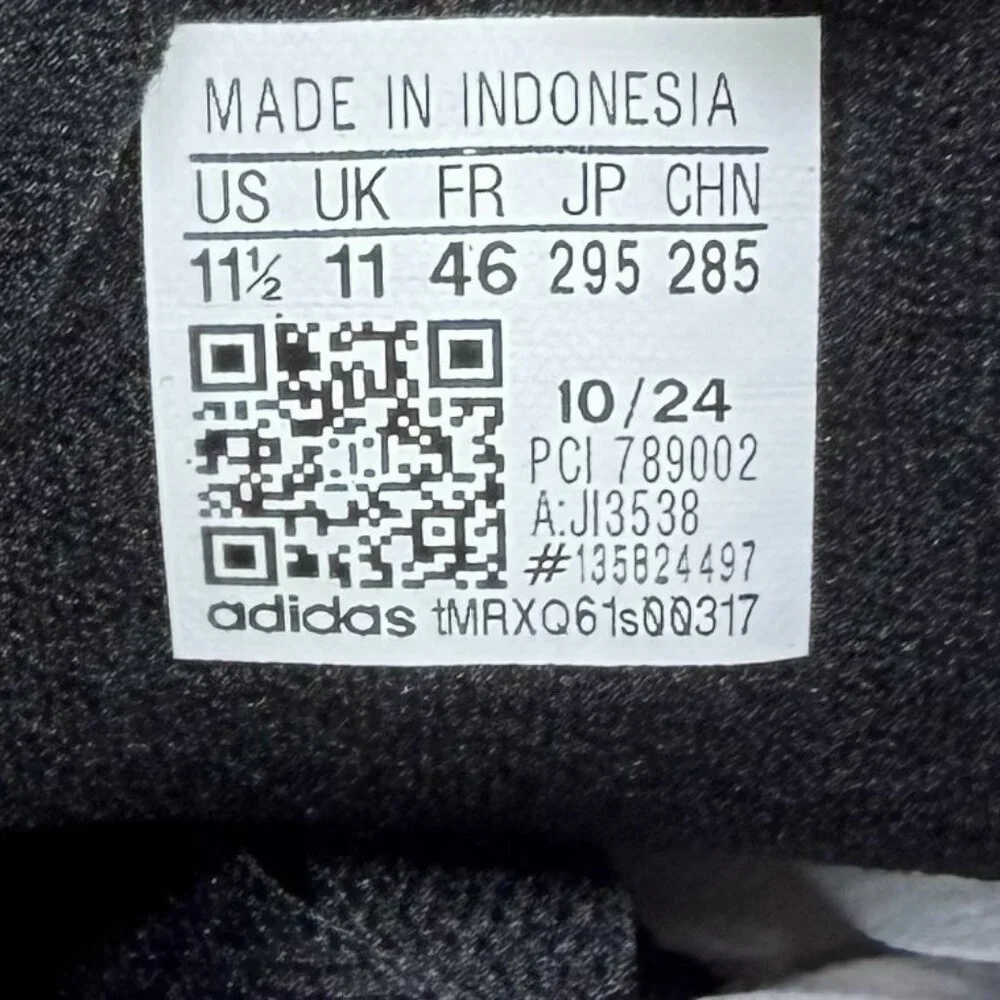 MADE IN INDONESIA
US UK FR JP CHN
11½ 11 46 295 285
10/24
PCI 789002
A:JI3538
#135824497
adidas tMRXQ61s00317